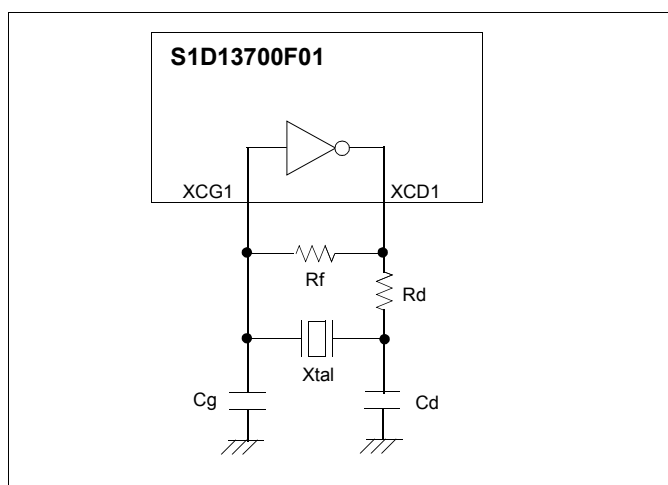 S1D13700F01
XCG1
XCD1
Rf
Rd
Xtal
Cg
Cd